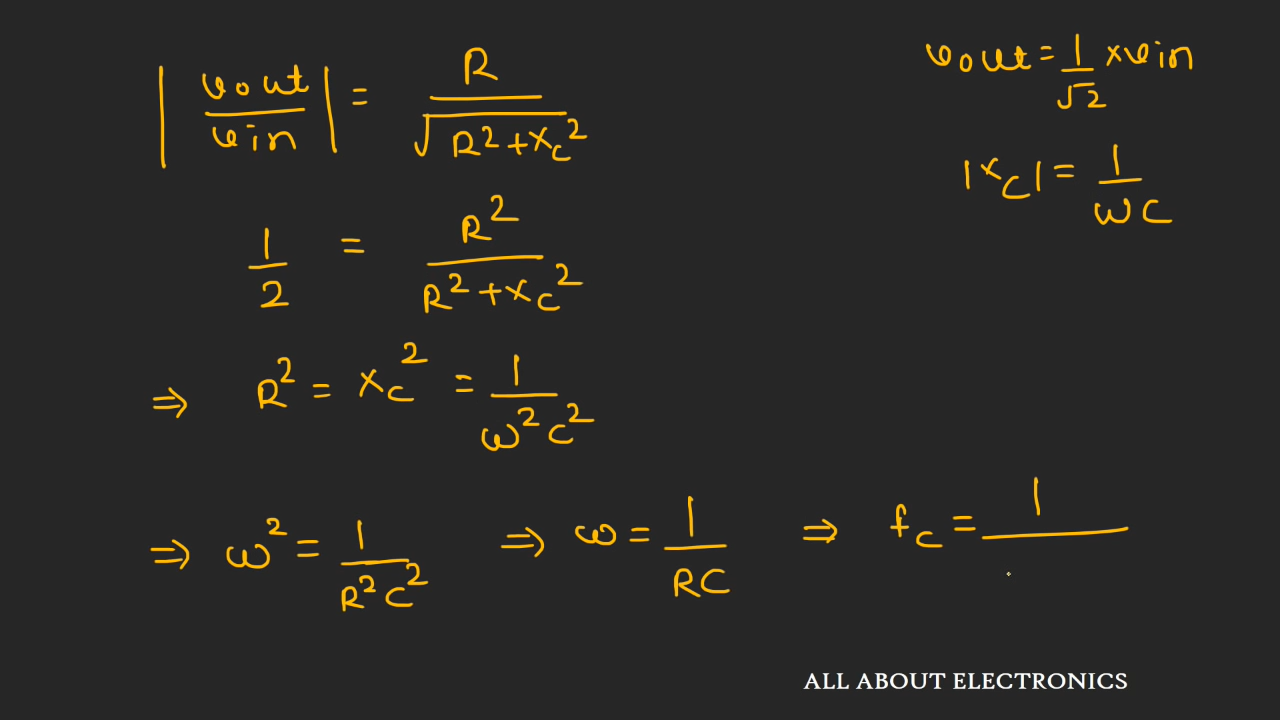 |vout/vin| = R/√(R²+Xc²)
vout = 1/√2 × vin
|Xc| = 1/ωC
1/2 = R²/(R²+Xc²)
⇒ R² = Xc² = 1/(ω²C²)
⇒ ω² = 1/(R²C²) ⇒ ω = 1/RC ⇒ fc = 1/
ALL ABOUT ELECTRONICS